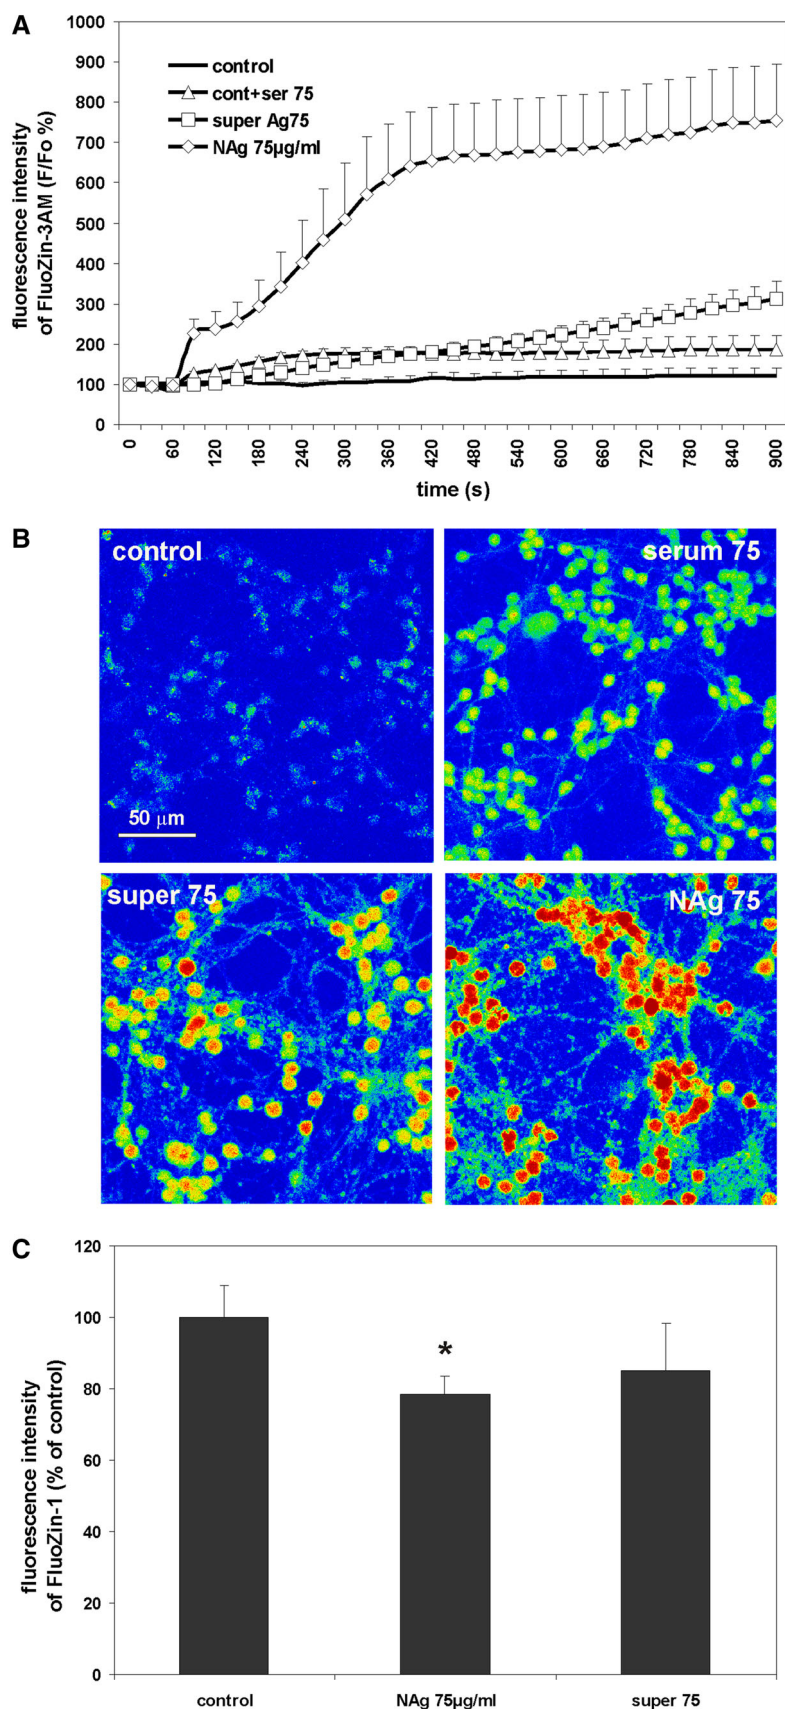 A
fluorescence intensity
of FluoZin-3AM (F/Fo %)
1000
900
800
700
600
500
400
300
200
100
0
control
cont+ser 75
super Ag75
NAg 75µg/ml
0 60 120 180 240 300 360 420 480 540 600 660 720 780 840 900
time (s)
B
control
serum 75
50 µm
super 75
NAg 75
C
fluorescence intensity
of FluoZin-1 (% of control)
120
100
80
60
40
20
0
*
control NAg 75µg/ml super 75